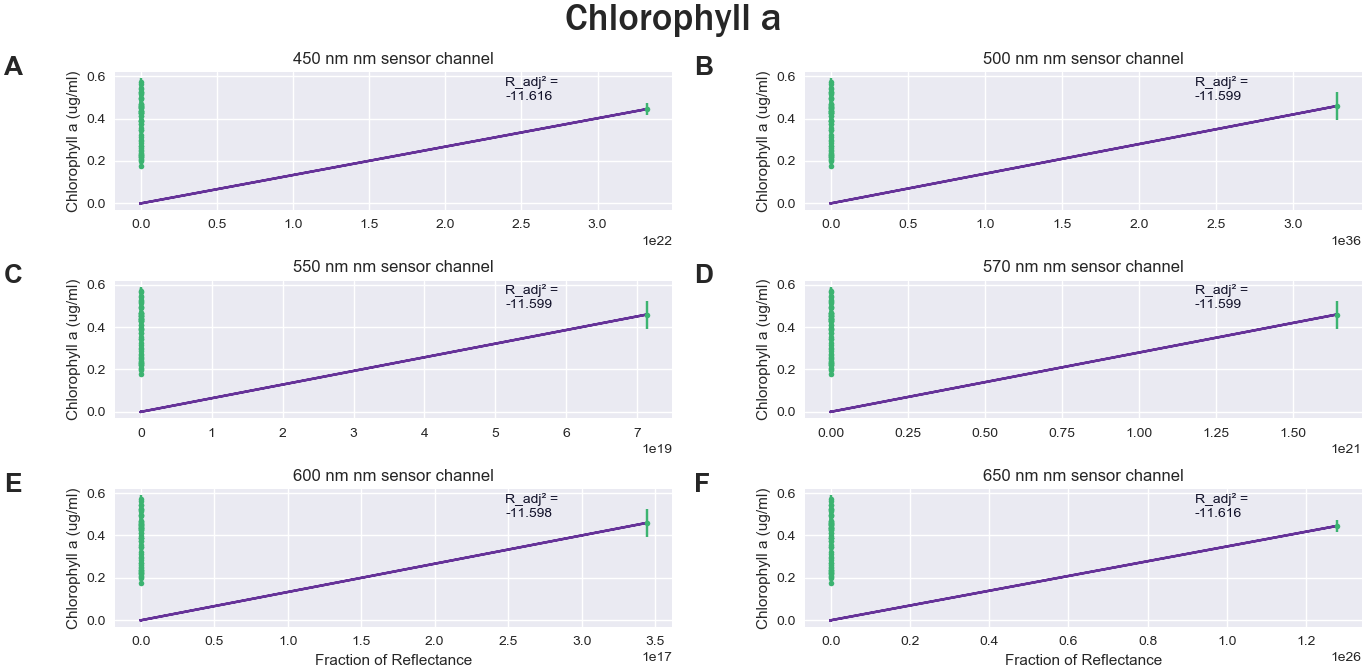 Chlorophyll a
A
450 nm nm sensor channel
Chlorophyll a (ug/ml)
0.6
0.4
0.2
0.0
R_adj² =
-11.616
0.0 0.5 1.0 1.5 2.0 2.5 3.0
1e22
B
500 nm nm sensor channel
Chlorophyll a (ug/ml)
0.6
0.4
0.2
0.0
R_adj² =
-11.599
0.0 0.5 1.0 1.5 2.0 2.5 3.0
1e36
C
550 nm nm sensor channel
Chlorophyll a (ug/ml)
0.6
0.4
0.2
0.0
R_adj² =
-11.599
0 1 2 3 4 5 6 7
1e19
D
570 nm nm sensor channel
Chlorophyll a (ug/ml)
0.6
0.4
0.2
0.0
R_adj² =
-11.599
0.00 0.25 0.50 0.75 1.00 1.25 1.50
1e21
E
600 nm nm sensor channel
Chlorophyll a (ug/ml)
0.6
0.4
0.2
0.0
R_adj² =
-11.598
0.0 0.5 1.0 1.5 2.0 2.5 3.0 3.5
1e17
Fraction of Reflectance
F
650 nm nm sensor channel
Chlorophyll a (ug/ml)
0.6
0.4
0.2
0.0
R_adj² =
-11.616
0.0 0.2 0.4 0.6 0.8 1.0 1.2
1e26
Fraction of Reflectance